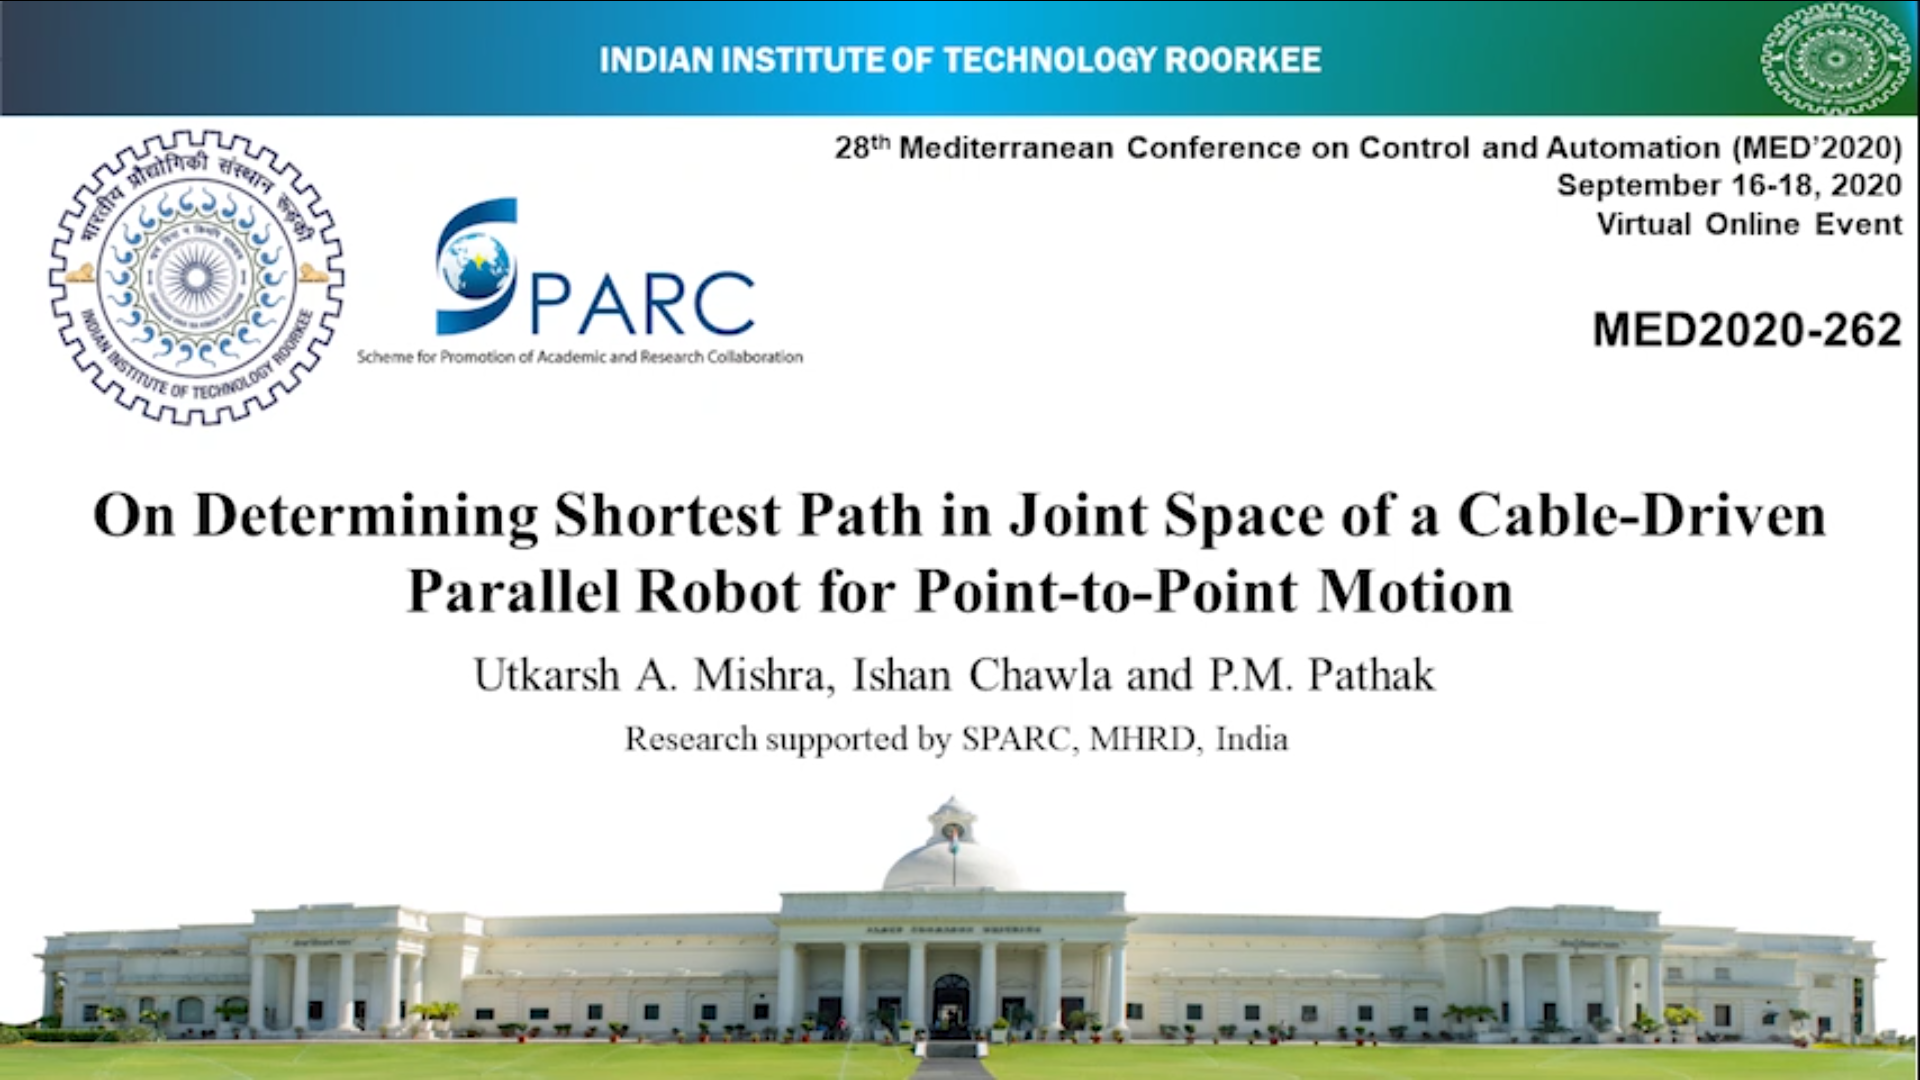 INDIAN INSTITUTE OF TECHNOLOGY ROORKEE
28th Mediterranean Conference on Control and Automation (MED'2020)
September 16-18, 2020
Virtual Online Event
MED2020-262
भारतीय प्रौद्योगिकी संस्थान रूड़की
INDIAN INSTITUTE OF TECHNOLOGY ROORKEE
SPARC
Scheme for Promotion of Academic and Research Collaboration
On Determining Shortest Path in Joint Space of a Cable-Driven
Parallel Robot for Point-to-Point Motion
Utkarsh A. Mishra, Ishan Chawla and P.M. Pathak
Research supported by SPARC, MHRD, India